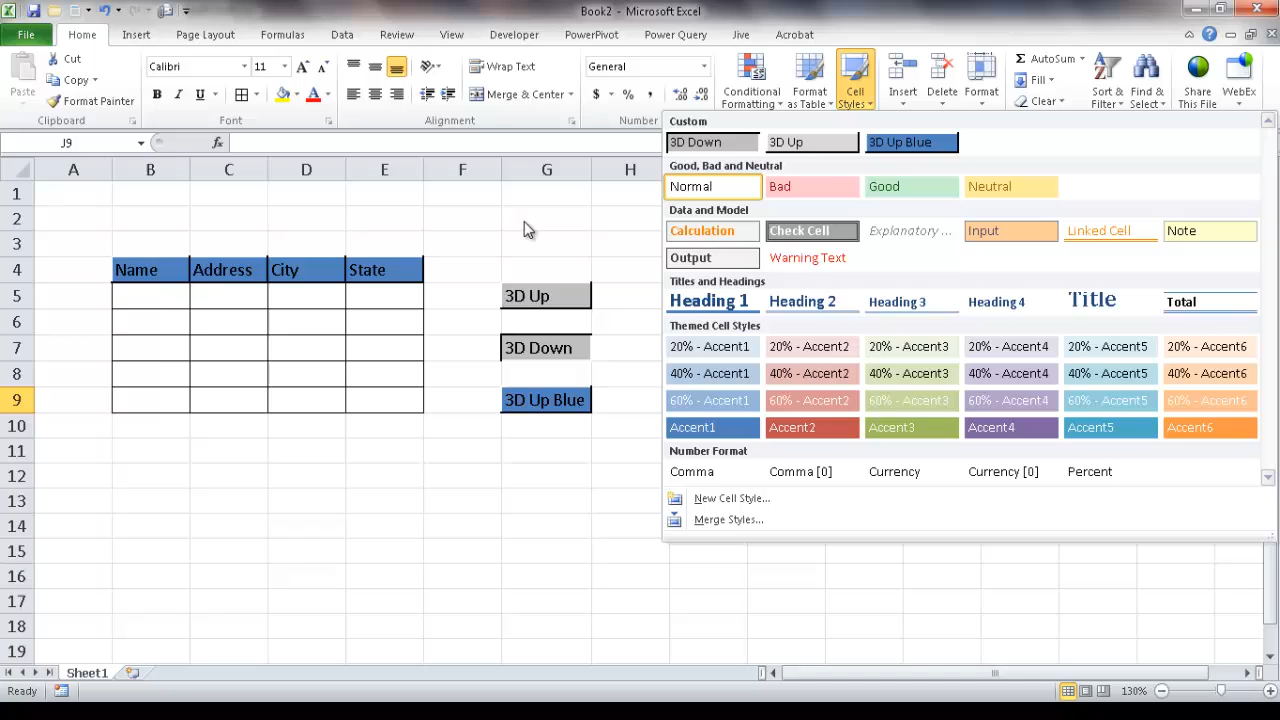 Book2 - Microsoft Excel
File Home Insert Page Layout Formulas Data Review View Developer PowerPivot Power Query Jive Acrobat
Paste
Cut
Copy
Format Painter
Clipboard
Calibri 11
B I U
Font
Wrap Text
Merge & Center
Alignment
General
$ % ,
Number
Conditional Formatting
Format as Table
Cell Styles
Insert
Delete
Format
Σ AutoSum
Fill
Clear
Sort & Filter
Find & Select
Share This File
WebEx
J9 fx
A B C D E F G H
1
2
3
4 Name Address City State
5 3D Up
6
7 3D Down
8
9 3D Up Blue
10
11
12
13
14
15
16
17
18
19
Custom
3D Down 3D Up 3D Up Blue
Good, Bad and Neutral
Normal Bad Good Neutral
Data and Model
Calculation Check Cell Explanatory ... Input Linked Cell Note
Output Warning Text
Titles and Headings
Heading 1 Heading 2 Heading 3 Heading 4 Title Total
Themed Cell Styles
20% - Accent1 20% - Accent2 20% - Accent3 20% - Accent4 20% - Accent5 20% - Accent6
40% - Accent1 40% - Accent2 40% - Accent3 40% - Accent4 40% - Accent5 40% - Accent6
60% - Accent1 60% - Accent2 60% - Accent3 60% - Accent4 60% - Accent5 60% - Accent6
Accent1 Accent2 Accent3 Accent4 Accent5 Accent6
Number Format
Comma Comma [0] Currency Currency [0] Percent
New Cell Style...
Merge Styles...
Sheet1
Ready 130%